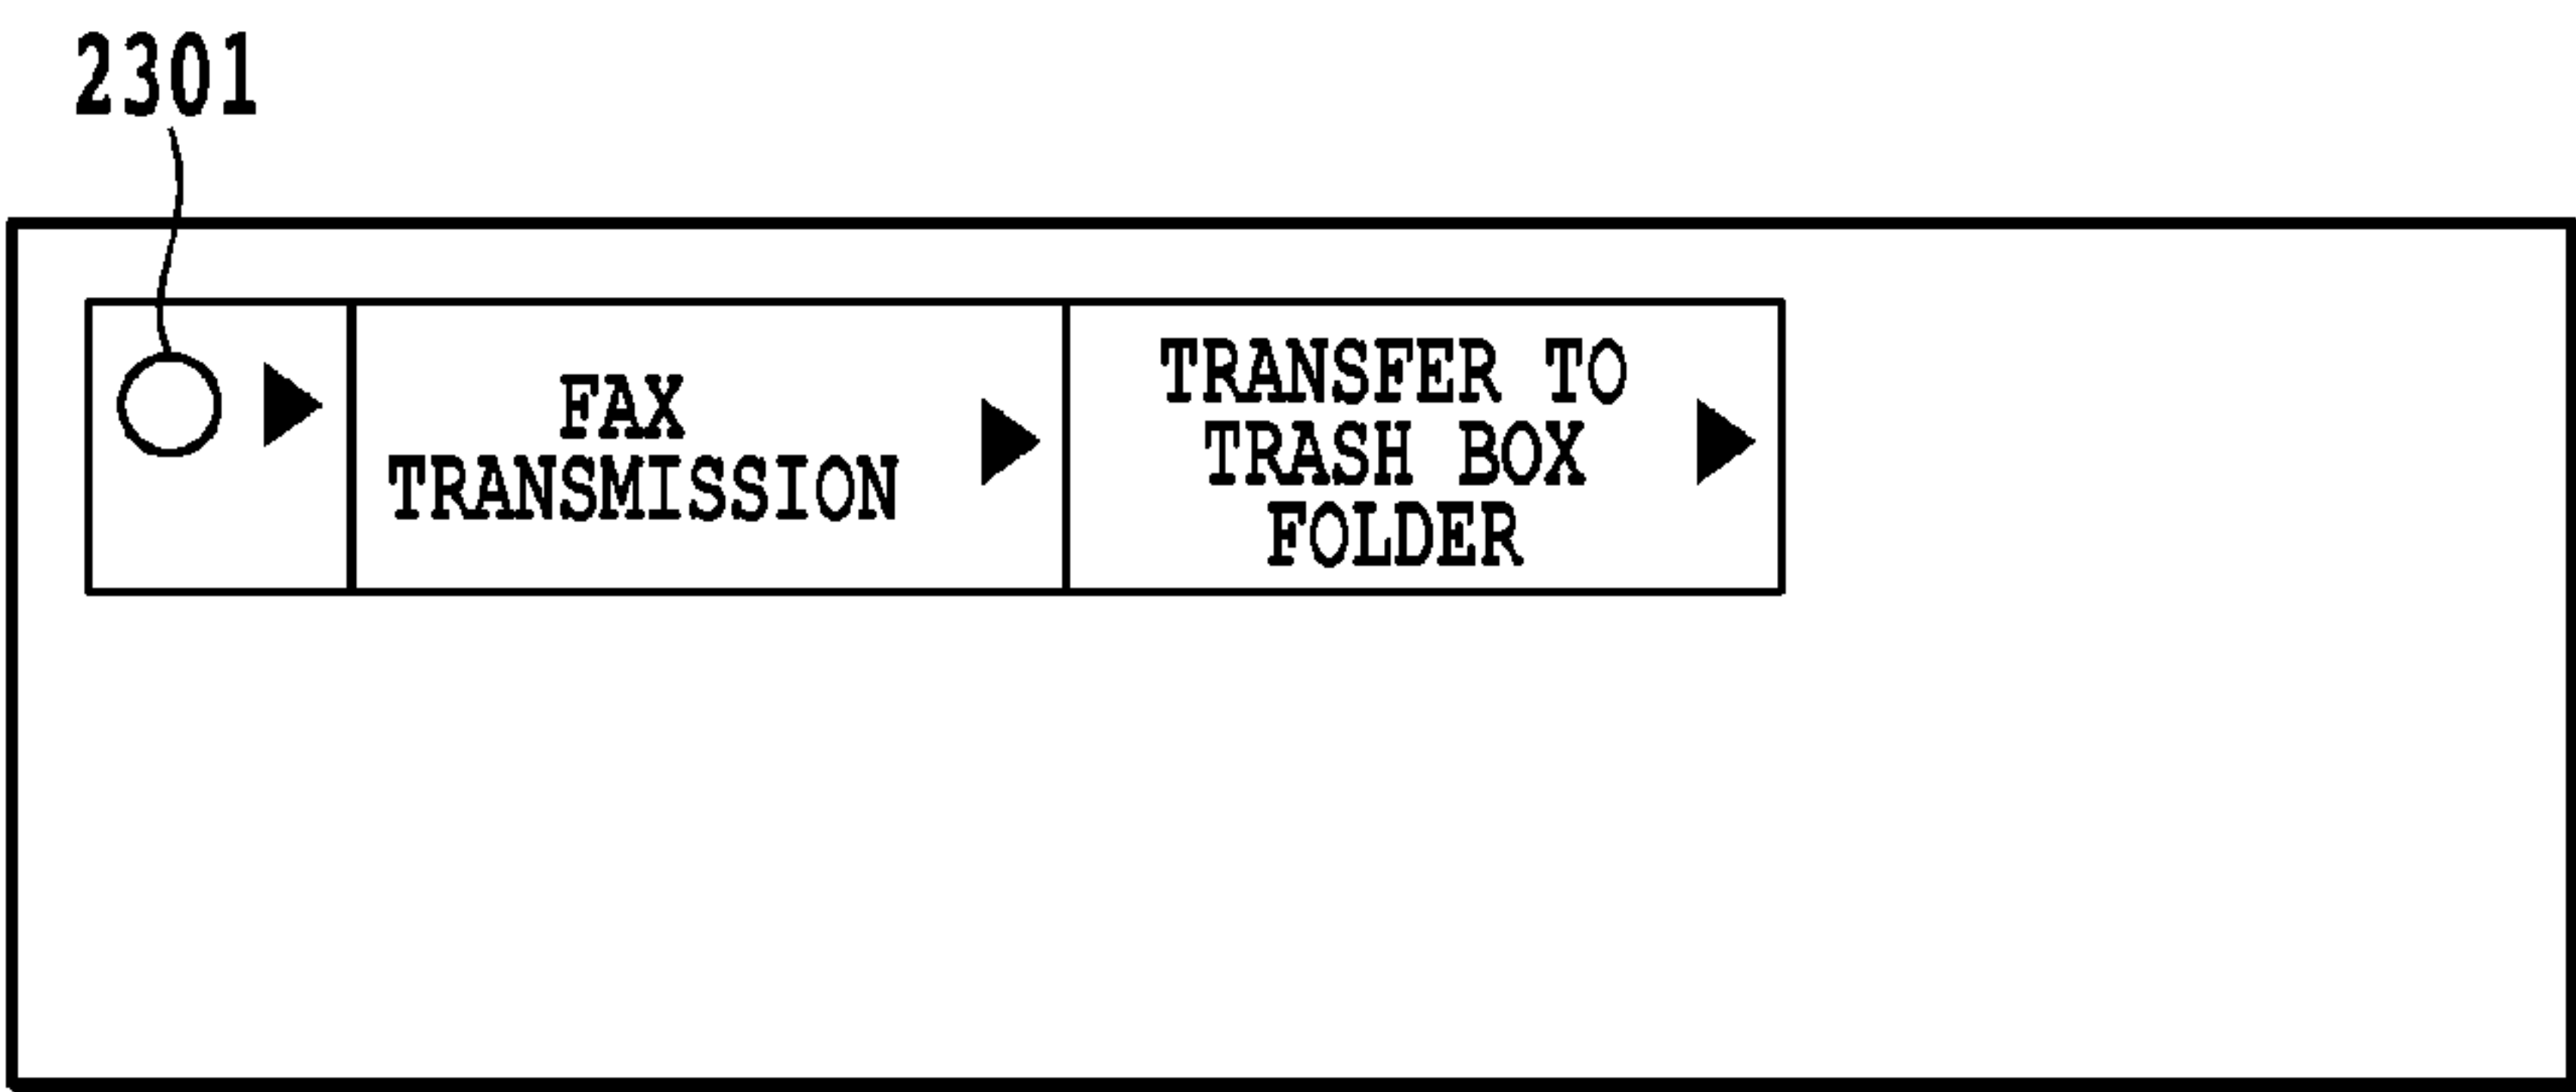 2301
FAX
TRANSMISSION
TRANSFER TO
TRASH BOX
FOLDER